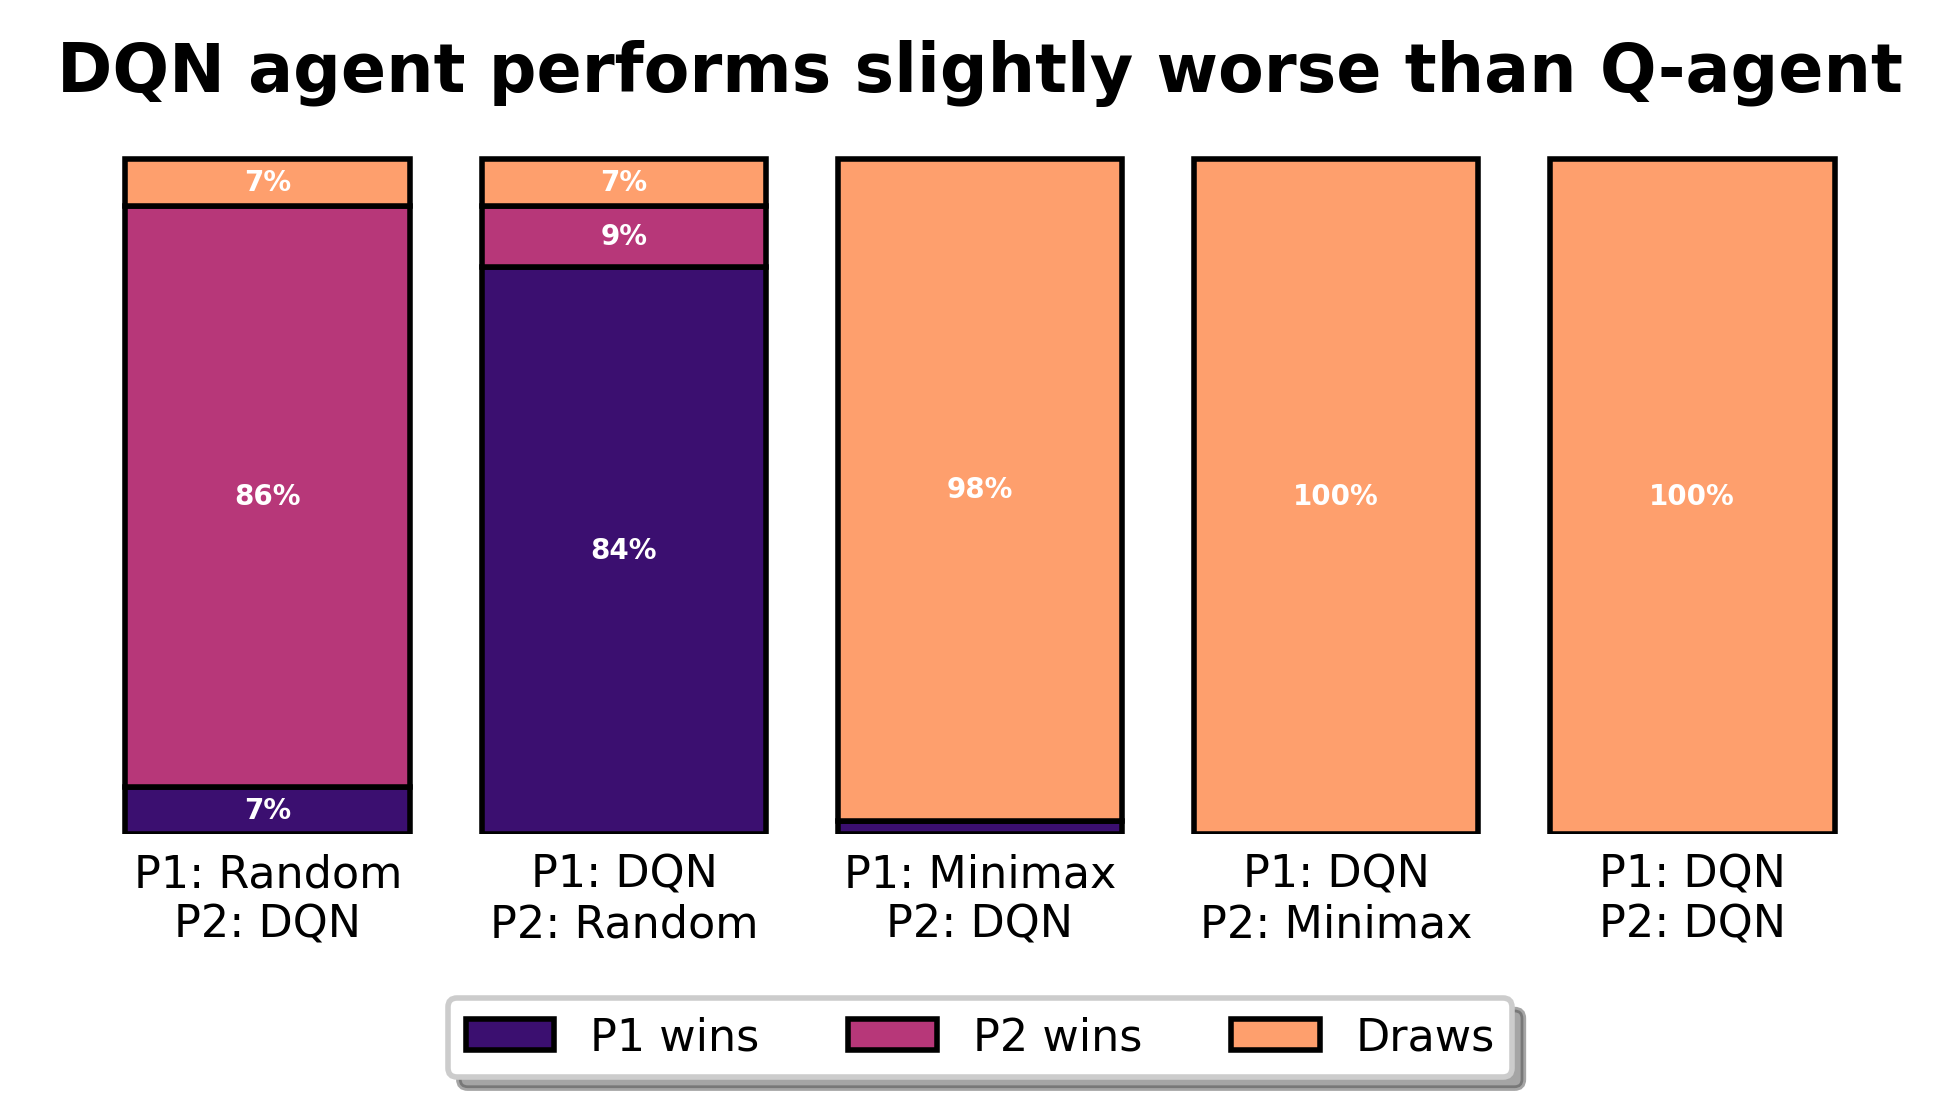 DQN agent performs slightly worse than Q-agent
7%
86%
7%
7%
9%
84%
98%
100%
100%
P1: Random
P2: DQN
P1: DQN
P2: Random
P1: Minimax
P2: DQN
P1: DQN
P2: Minimax
P1: DQN
P2: DQN
P1 wins
P2 wins
Draws